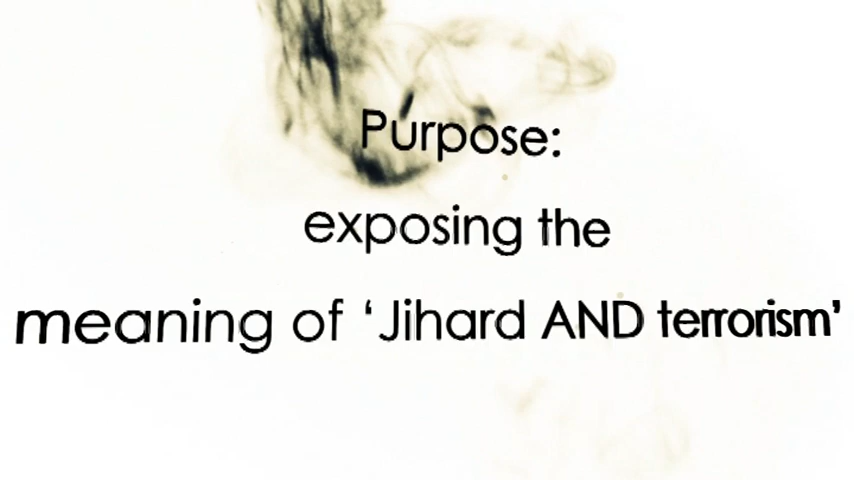 Purpose:
exposing the
meaning of ‘Jihard AND terrorism’